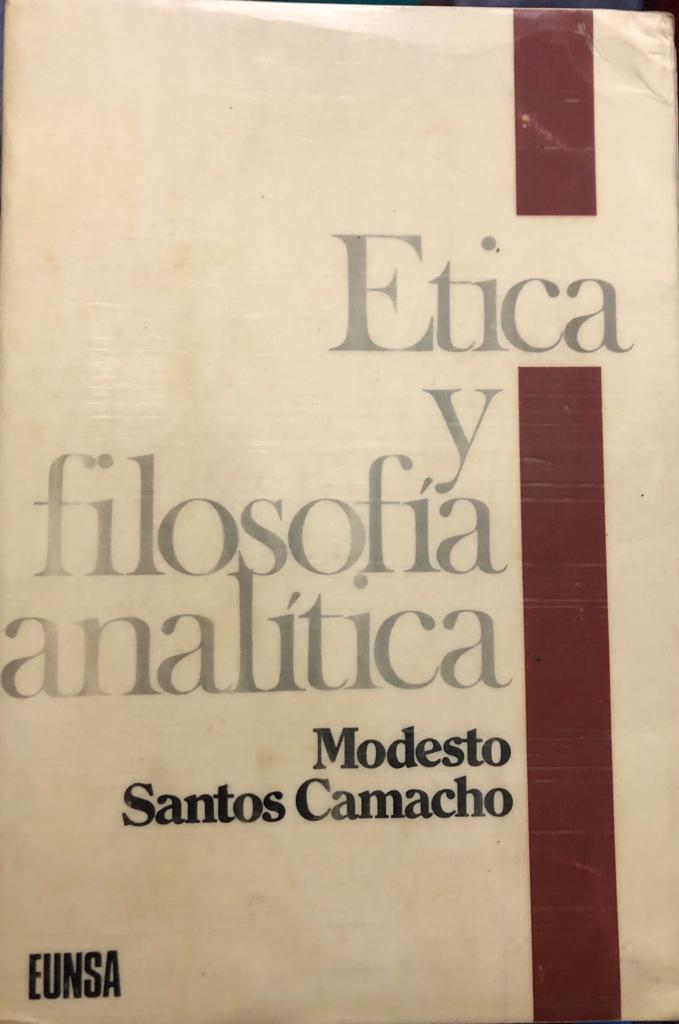 Etica
y
filosofía
analítica
Modesto
Santos Camacho
EUNSA